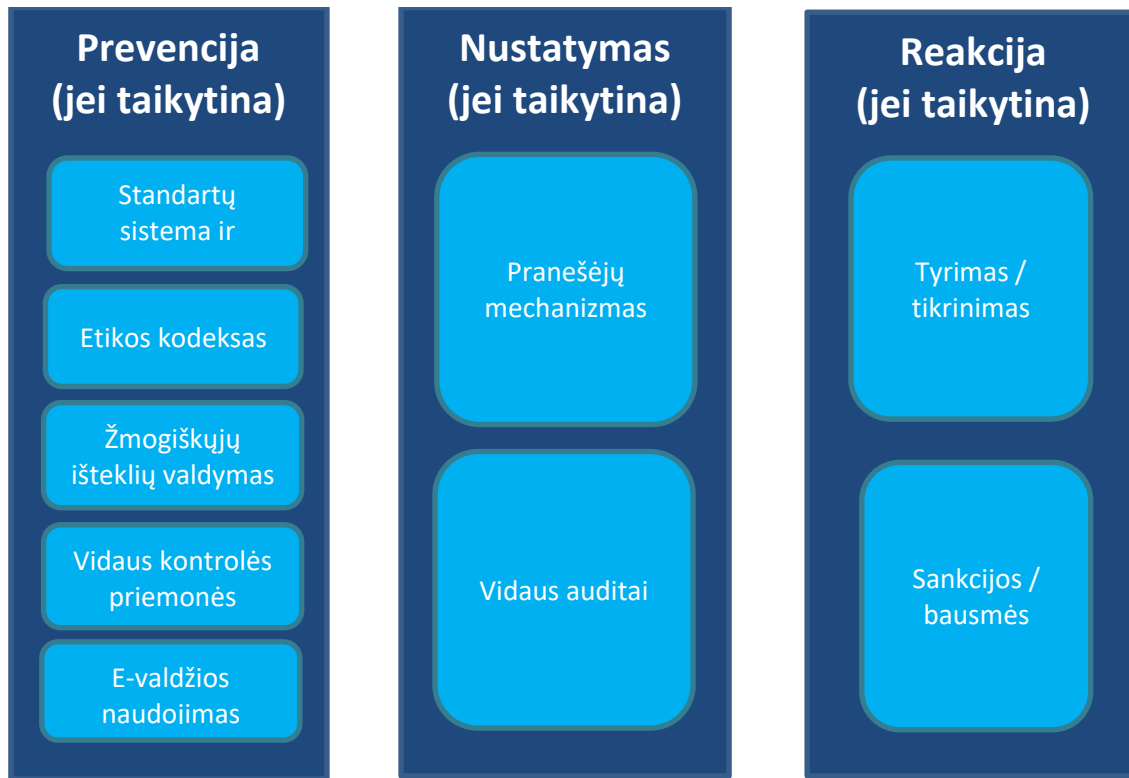 Prevencija
(jei taikytina)
Standartų
sistema ir
Etikos kodeksas
Žmogiškųjų
išteklių valdymas
Vidaus kontrolės
priemonės
E-valdžios
naudojimas
Nustatymas
(jei taikytina)
Pranešėjų
mechanizmas
Vidaus auditai
Reakcija
(jei taikytina)
Tyrimas /
tikrinimas
Sankcijos /
bausmės